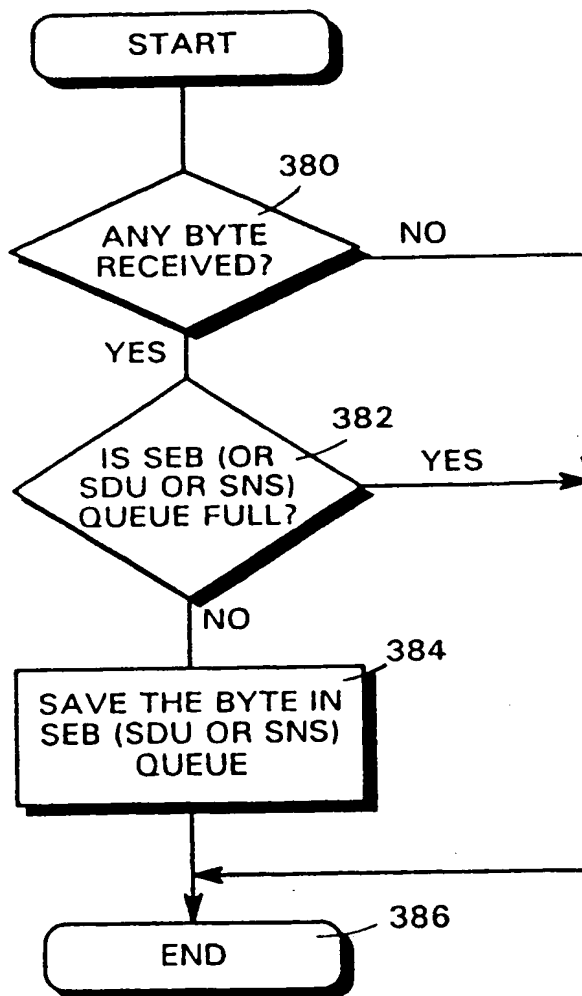 START
380
ANY BYTE
RECEIVED?
NO
YES
382
IS SEB (OR
SDU OR SNS)
QUEUE FULL?
YES
NO
384
SAVE THE BYTE IN
SEB (SDU OR SNS)
QUEUE
386
END